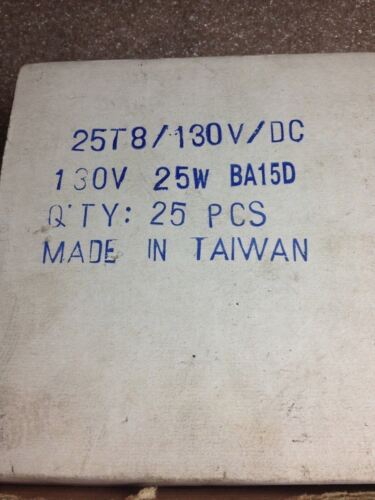 25T8/130V/DC
130V 25W BA15D
Q'TY: 25 PCS
MADE IN TAIWAN